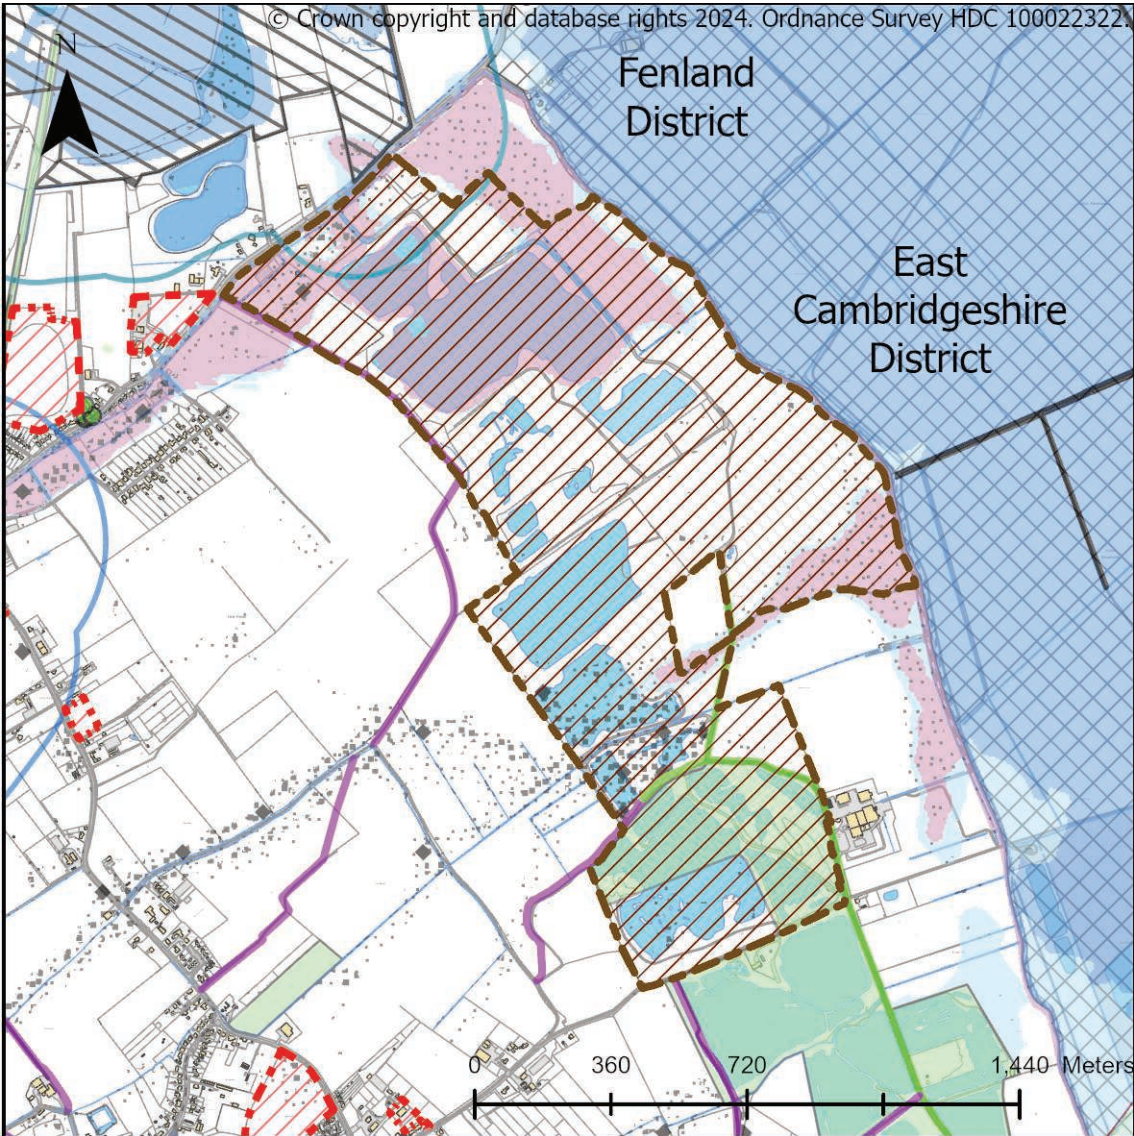 © Crown copyright and database rights 2024. Ordnance Survey HDC 100022322.
N
Fenland
District
East
Cambridgeshire
District
0 360 720 1,440 Meters